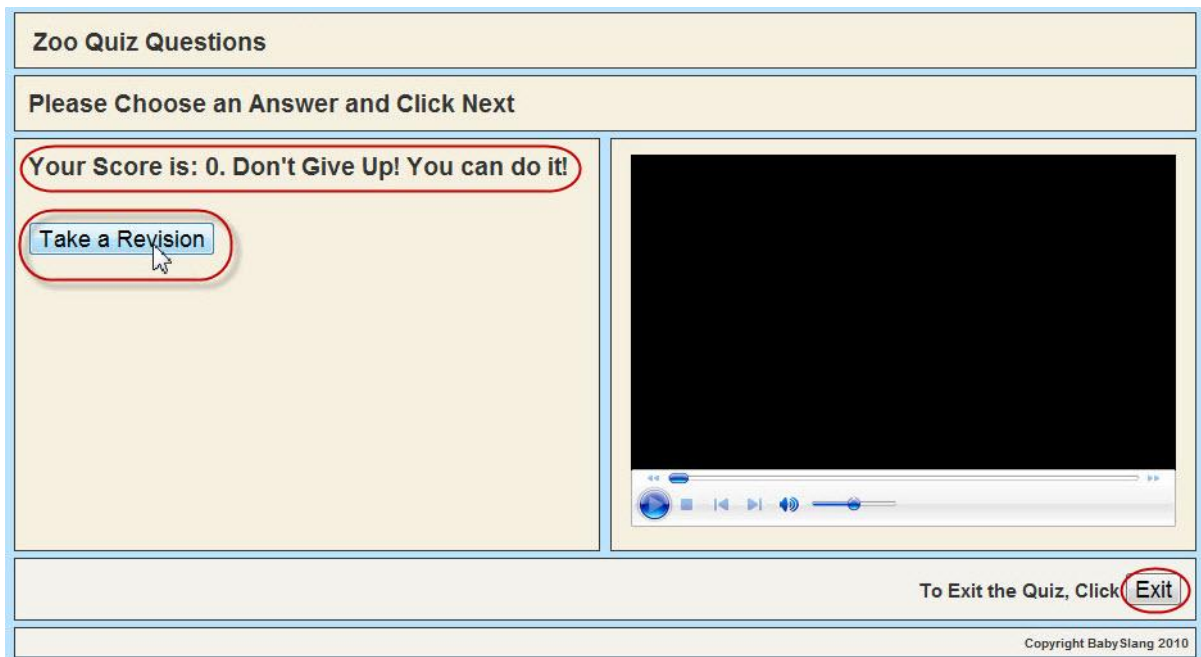 Zoo Quiz Questions
Please Choose an Answer and Click Next
Your Score is: 0. Don't Give Up! You can do it!
Take a Revision
To Exit the Quiz, Click Exit
Copyright BabySlang 2010